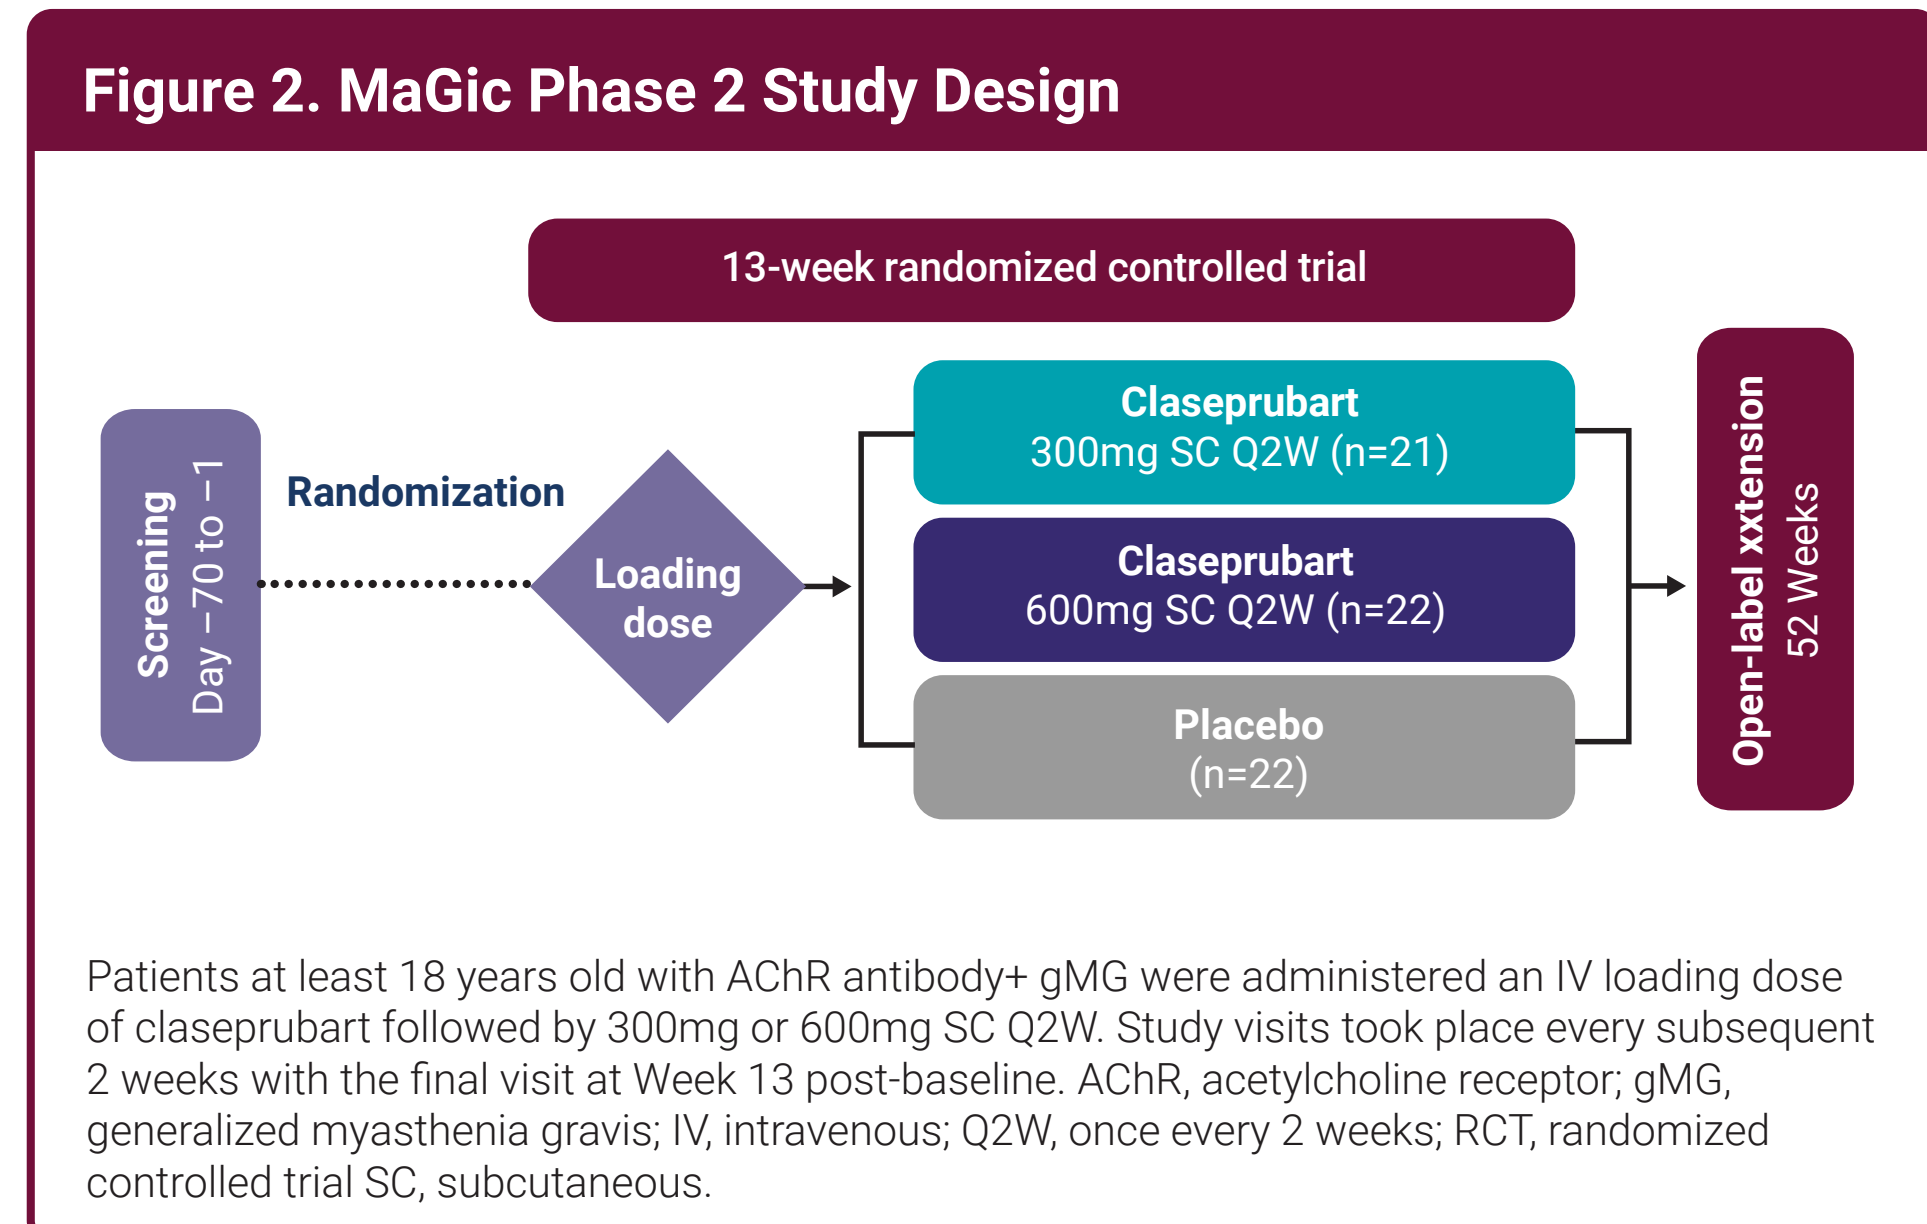 Figure 2. MaGic Phase 2 Study Design
13-week randomized controlled trial
Screening
Day –70 to –1
Randomization
Loading
dose
Claseprubart
300mg SC Q2W (n=21)
Claseprubart
600mg SC Q2W (n=22)
Placebo
(n=22)
Open-label xxtension
52 Weeks
Patients at least 18 years old with AChR antibody+ gMG were administered an IV loading dose
of claseprubart followed by 300mg or 600mg SC Q2W. Study visits took place every subsequent
2 weeks with the final visit at Week 13 post-baseline. AChR, acetylcholine receptor; gMG,
generalized myasthenia gravis; IV, intravenous; Q2W, once every 2 weeks; RCT, randomized
controlled trial SC, subcutaneous.